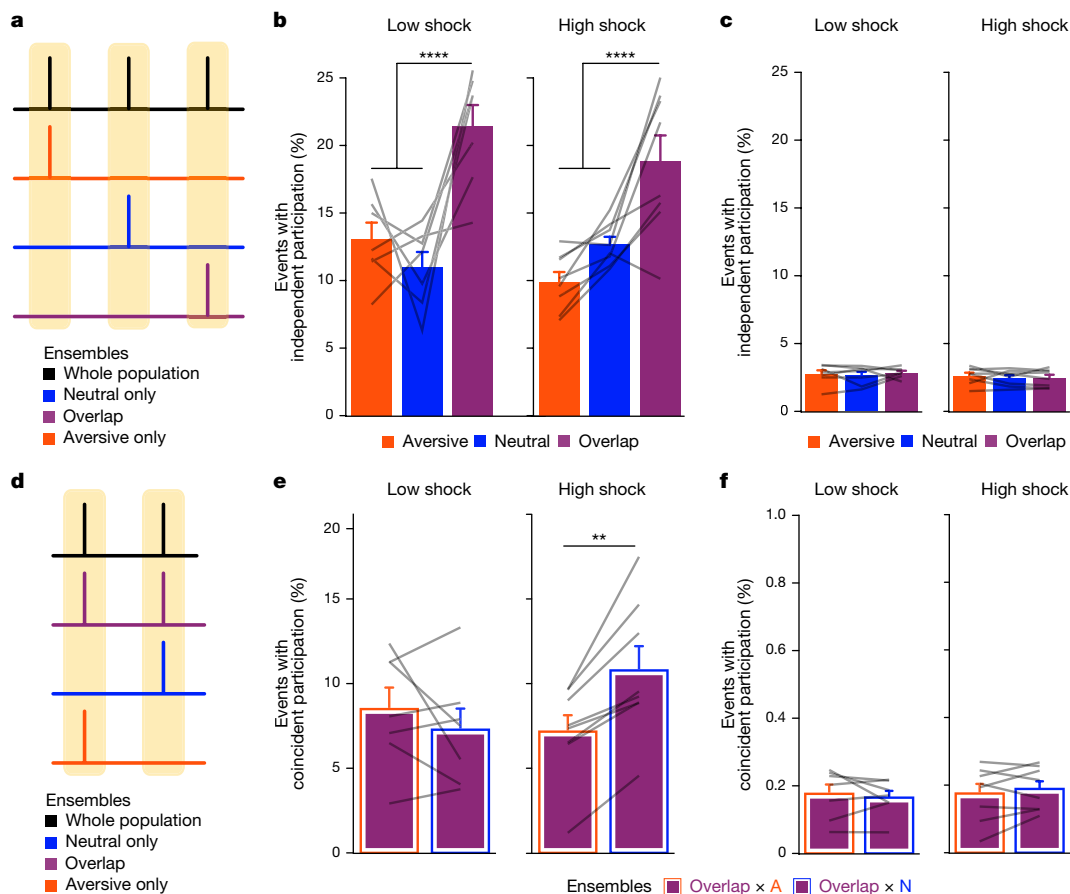 a
Ensembles
Whole population
Neutral only
Overlap
Aversive only
b
Low shock
High shock
****
****
Events with
independent participation (%)
25
20
15
10
5
0
Aversive
Neutral
Overlap
c
Low shock
High shock
Events with
independent participation (%)
25
20
15
10
5
0
Aversive
Neutral
Overlap
d
Ensembles
Whole population
Neutral only
Overlap
Aversive only
e
Low shock
High shock
**
Events with
coincident participation (%)
20
15
10
5
0
f
Low shock
High shock
Events with
coincident participation (%)
1.0
0.8
0.6
0.4
0.2
0
Ensembles
Overlap × A
Overlap × N